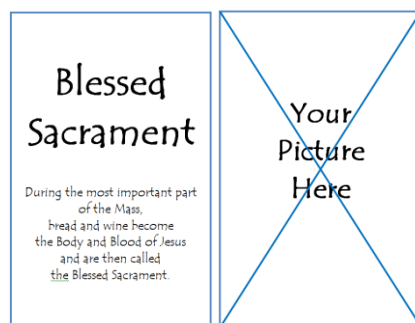 Blessed
Sacrament
During the most important part
of the Mass,
bread and wine become
the Body and Blood of Jesus
and are then called
the Blessed Sacrament.
Your
Picture
Here